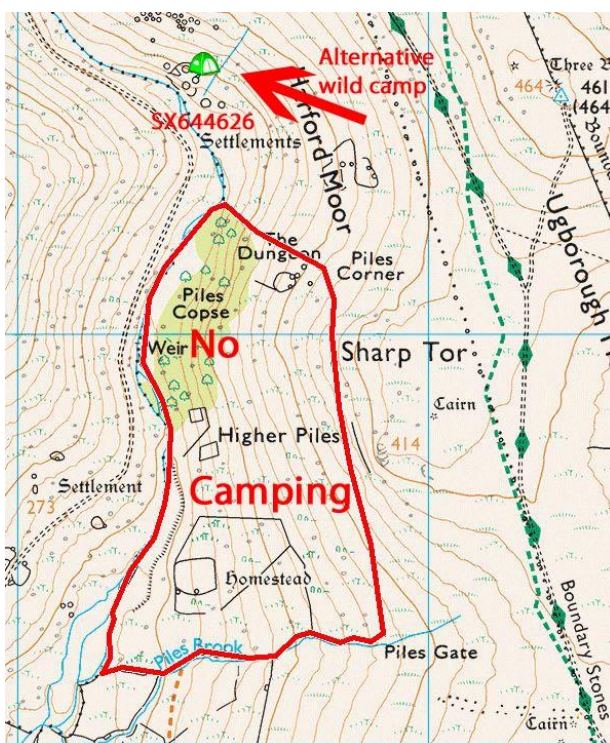 Alternative
wild camp
SX644626
Settlements
Harford Moor
Three B
464
461
(464
Bound
Ugborough
The
Dungeon
Piles
Corner
Piles
Copse
Weir
No
Sharp Tor
Cairn
Higher Piles
414
Settlement
273
Camping
Homestead
Boundary Stones
Piles Brook
Piles Gate
Cairn